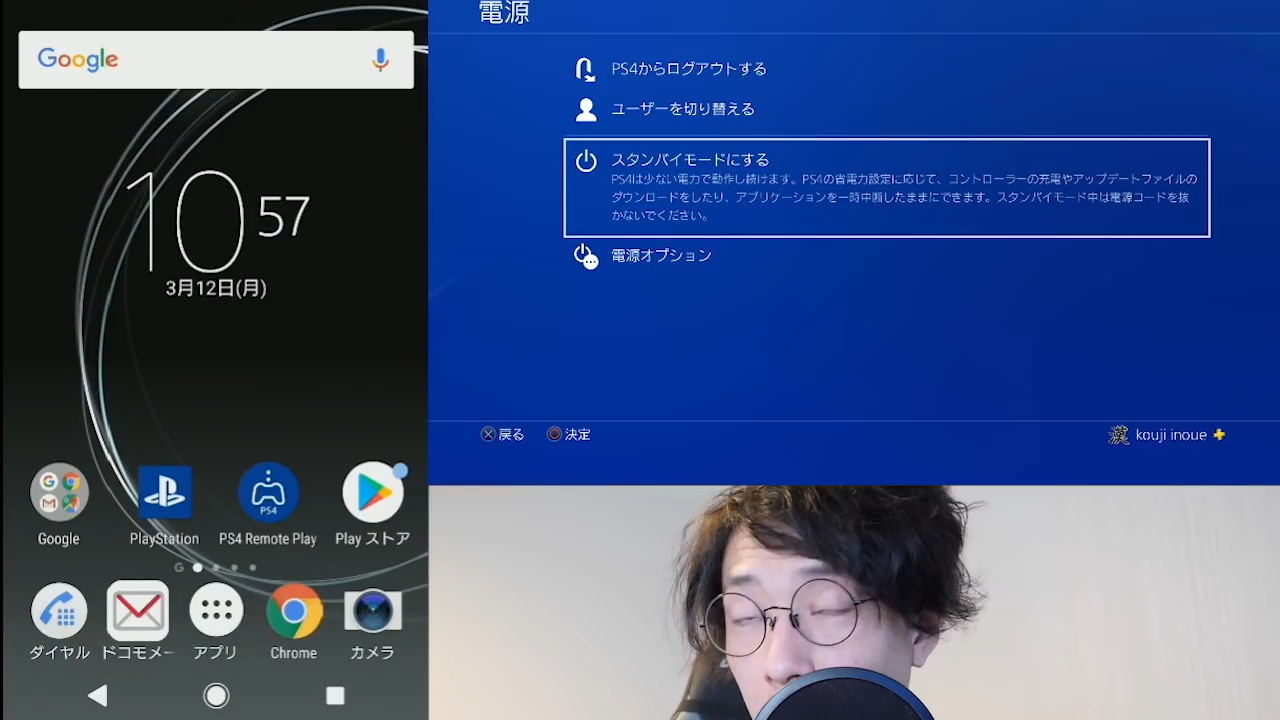 Google
10 57
3月12日(月)
Google
PlayStation
PS4
PS4 Remote Play
Play ストア
G
ダイヤル
ドコモメー
アプリ
Chrome
カメラ
電源
PS4からログアウトする
ユーザーを切り替える
スタンバイモードにする
PS4は少ない電力で動作し続けます。PS4の省電力設定に応じて、コントローラーの充電やアップデートファイルの
ダウンロードをしたり、アプリケーションを一時中断したままにできます。スタンバイモード中は電源コードを抜
かないでください。
電源オプション
戻る
決定
漢 kouji inoue